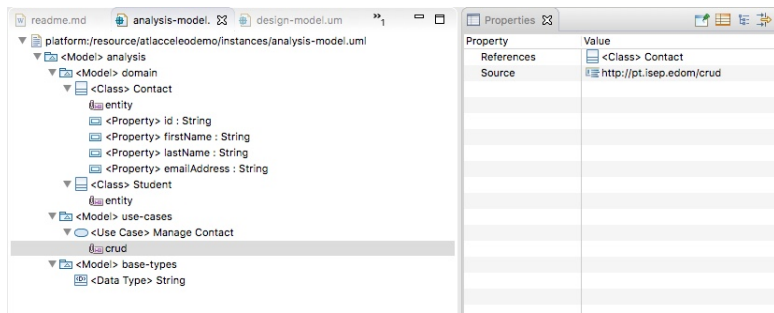 readme.md
analysis-model.
design-model.um
»1
platform:/resource/atlacceleodemo/instances/analysis-model.uml
<Model> analysis
<Model> domain
<Class> Contact
entity
<Property> id : String
<Property> firstName : String
<Property> lastName : String
<Property> emailAddress : String
<Class> Student
entity
<Model> use-cases
<Use Case> Manage Contact
crud
<Model> base-types
<Data Type> String
Properties
Property Value
References <Class> Contact
Source http://pt.isep.edom/crud